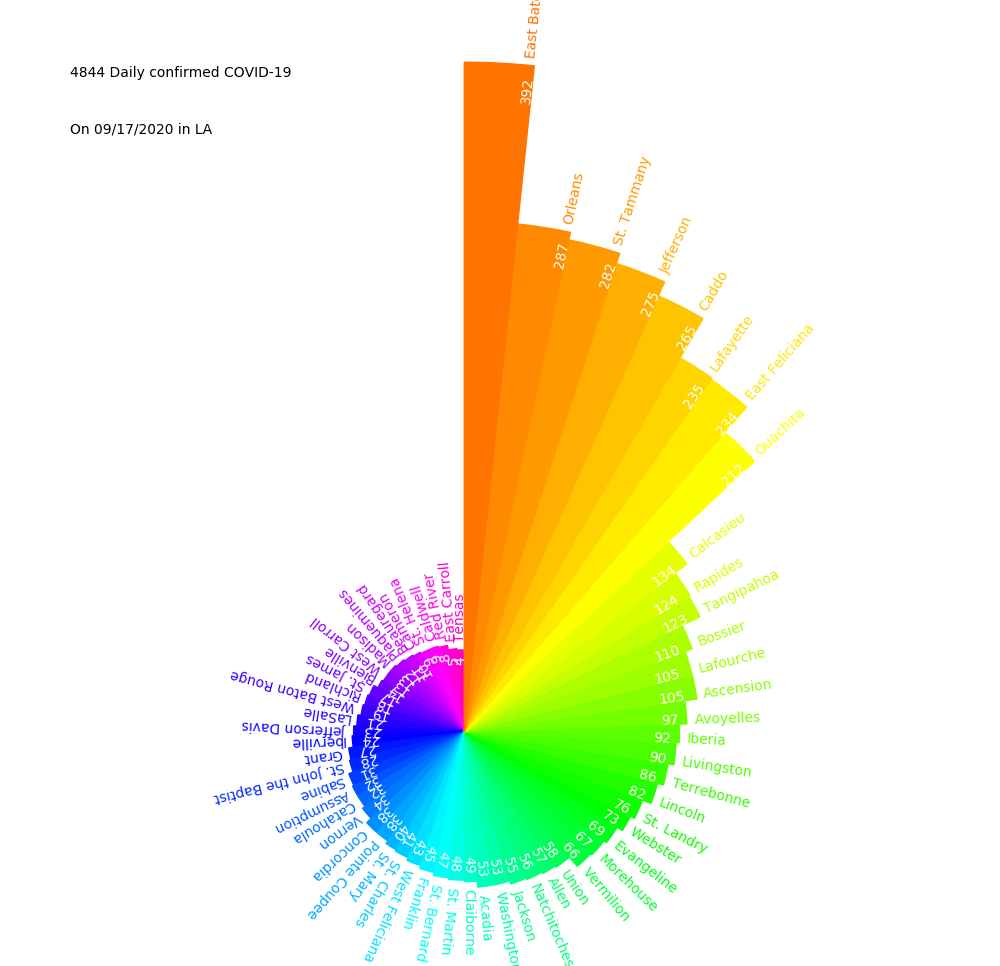 4844 Daily confirmed COVID-19
On 09/17/2020 in LA
East
392
Orleans
287
St. Tammany
282
Jefferson
275
Caddo
265
Lafayette
235
East Feliciana
234
Ouachita
212
Calcasieu
134
Rapides
124
Tangipahoa
123
Bossier
110
Lafourche
105
Ascension
105
Avoyelles
97
Iberia
92
Livingston
90
Terrebonne
86
Lincoln
82
St. Landry
76
Webster
73
Evangeline
69
Morehouse
67
Vermilion
66
Union
58
Allen
57
Natchitoches
56
Jackson
55
Washington
53
Acadia
53
Claiborne
49
St. Martin
48
St. Bernard
47
Franklin
45
West Feliciana
St. Charles
St. Mary
Pointe Coupee
Concordia
Vernon
Catahoula
Assumption
Sabine
St. John the Baptist
Grant
Iberville
Jefferson Davis
LaSalle
West Baton Rouge
Richland
St. James
Bienville
West Carroll
Madison
Plaquemines
Beauregard
Cameron
St. Helena
Caldwell
Red River
East Carroll
Tensas